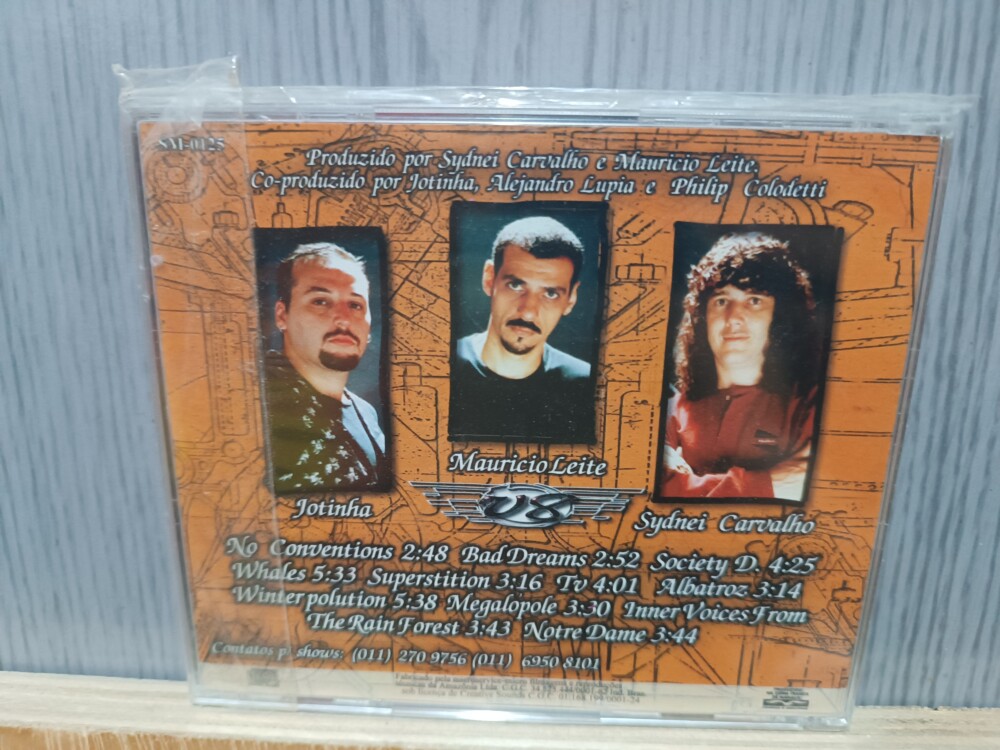 SM-0125
Produzido por Sydnei Carvalho e Mauricio Leite.
Co-produzido por Jotinha, Alejandro Lupia e Philip Colodetti
Mauricio Leite
Jotinha
V8
Sydnei Carvalho
No Conventions 2:48 Bad Dreams 2:52 Society D. 4:25
Whales 5:33 Superstition 3:16 Tv 4:01 Albatroz 3:14
Winter polution 5:38 Megalópole 3:30 Inner Voices From
The Rain Forest 3:43 Notre Dame 3:44
Contatos p/ shows: (011) 270 9756 (011) 6950 8101
Fabricado pela